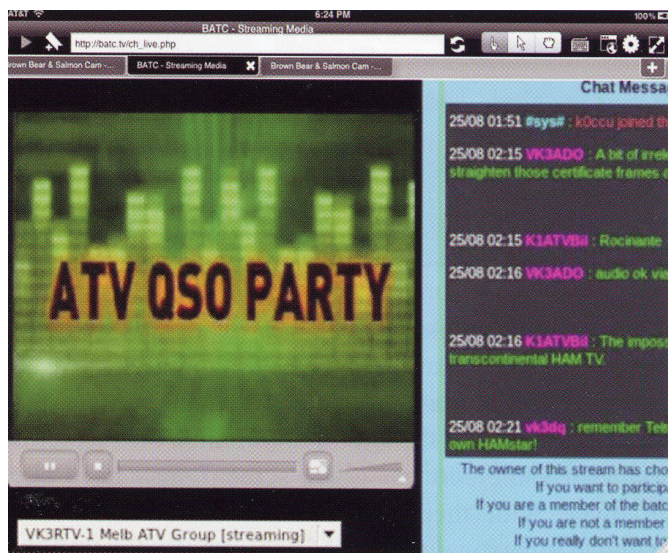 AT&T 6:24 PM 100%
BATC - Streaming Media
http://batc.tv/ch_live.php
Brown Bear & Salmon Cam -... BATC - Streaming Media Brown Bear & Salmon Cam -...
Chat Messa
25/08 01:51 #sys# : k0ccu joined th
25/08 02:15 VK3ADO : A bit of irrele
straighten those certificate frames
25/08 02:15 K1ATVBil : Rocinante
25/08 02:16 VK3ADO : audio ok via
25/08 02:16 K1ATVBil : The imposs
transcontinental HAM TV.
25/08 02:21 vk3dq : remember Tels
own HAMstar!
ATV QSO PARTY
The owner of this stream has cho
If you want to particip
If you are a member of the batc
If you are not a member
If you really don't want to
VK3RTV-1 Melb ATV Group [streaming]